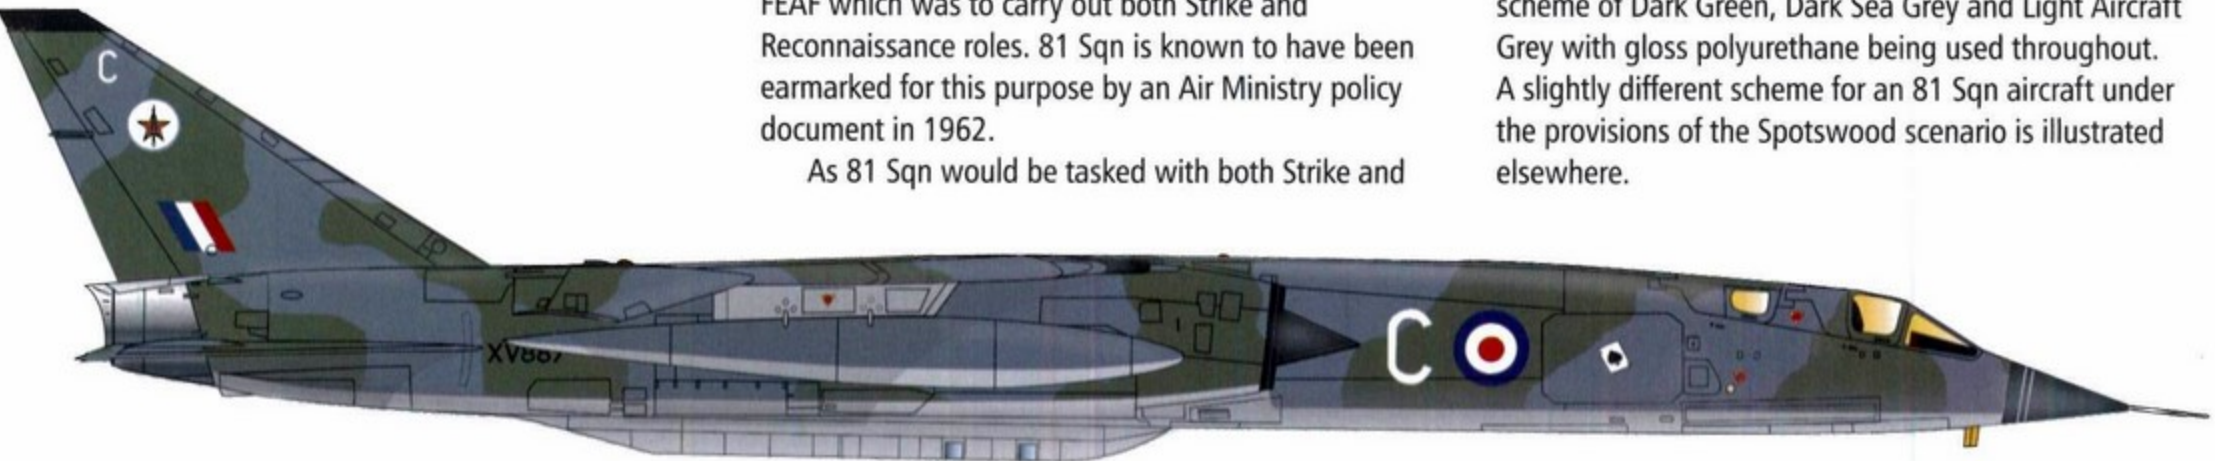 FEAF which was to carry out both Strike and
Reconnaissance roles. 81 Sqn is known to have been
earmarked for this purpose by an Air Ministry policy
document in 1962.
As 81 Sqn would be tasked with both Strike and
scheme of Dark Green, Dark Sea Grey and Light Aircraft
Grey with gloss polyurethane being used throughout.
A slightly different scheme for an 81 Sqn aircraft under
the provisions of the Spotswood scenario is illustrated
elsewhere.
C
C